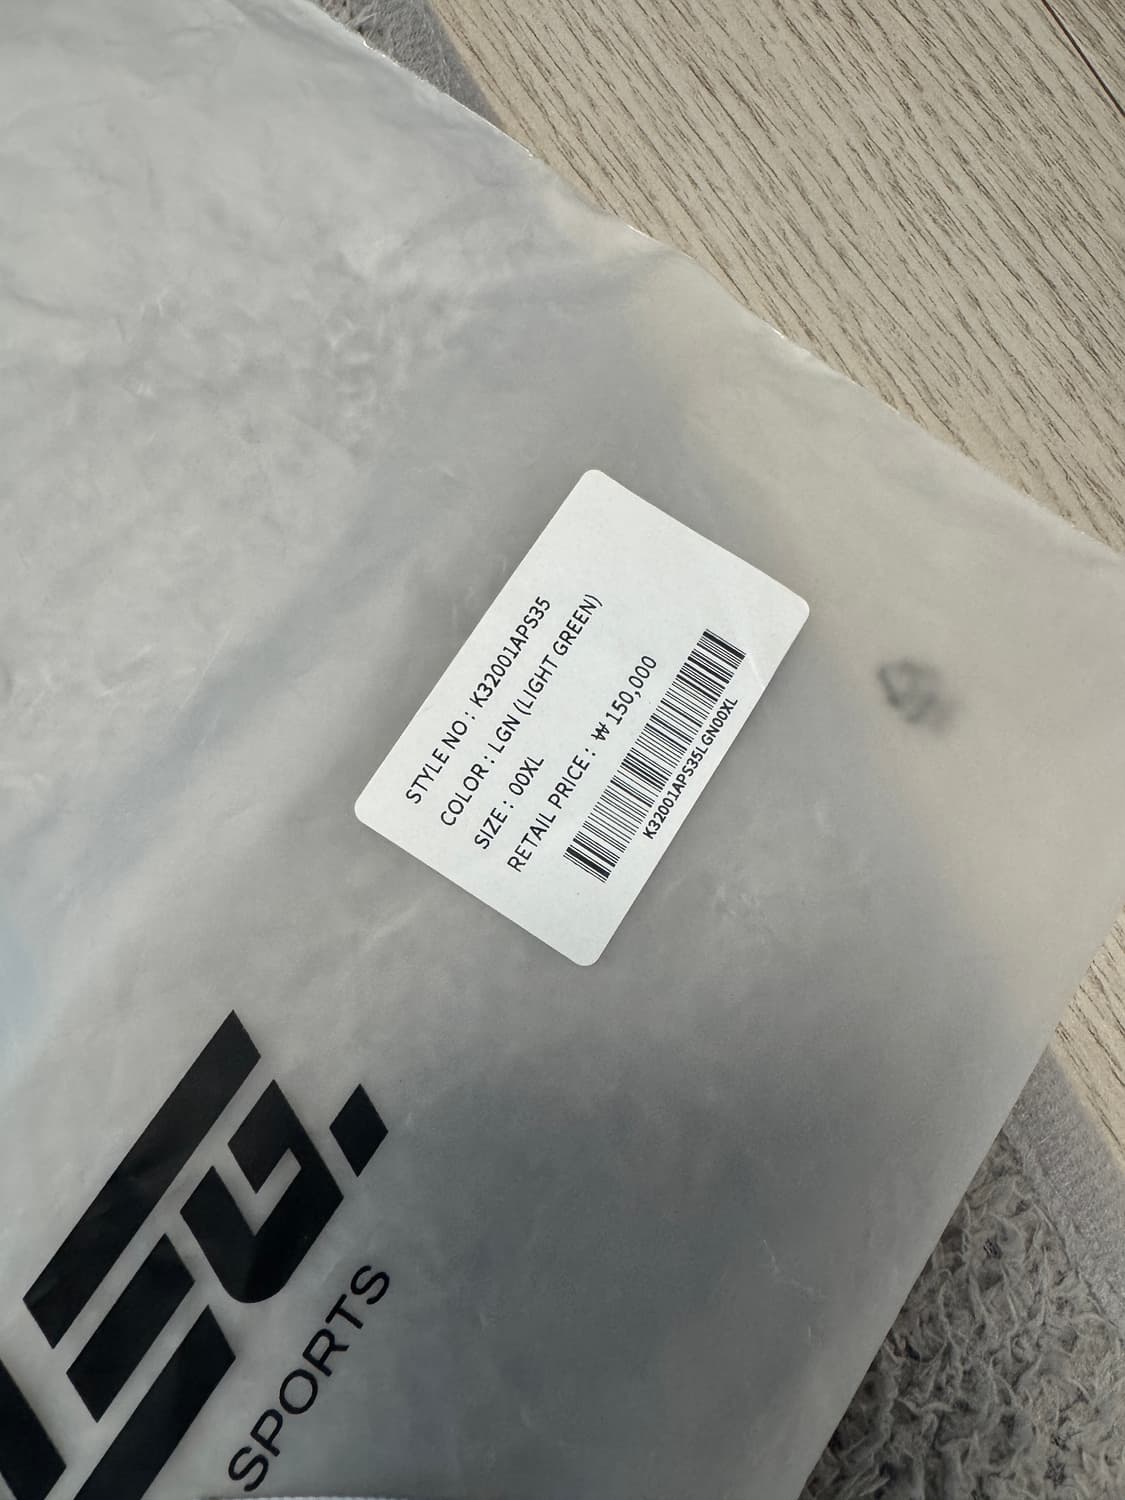 STYLE NO : K32001APS35
COLOR : LGN (LIGHT GREEN)
SIZE : 00XL
RETAIL PRICE : ₩ 150,000
K32001APS35LGN00XL
SPORTS